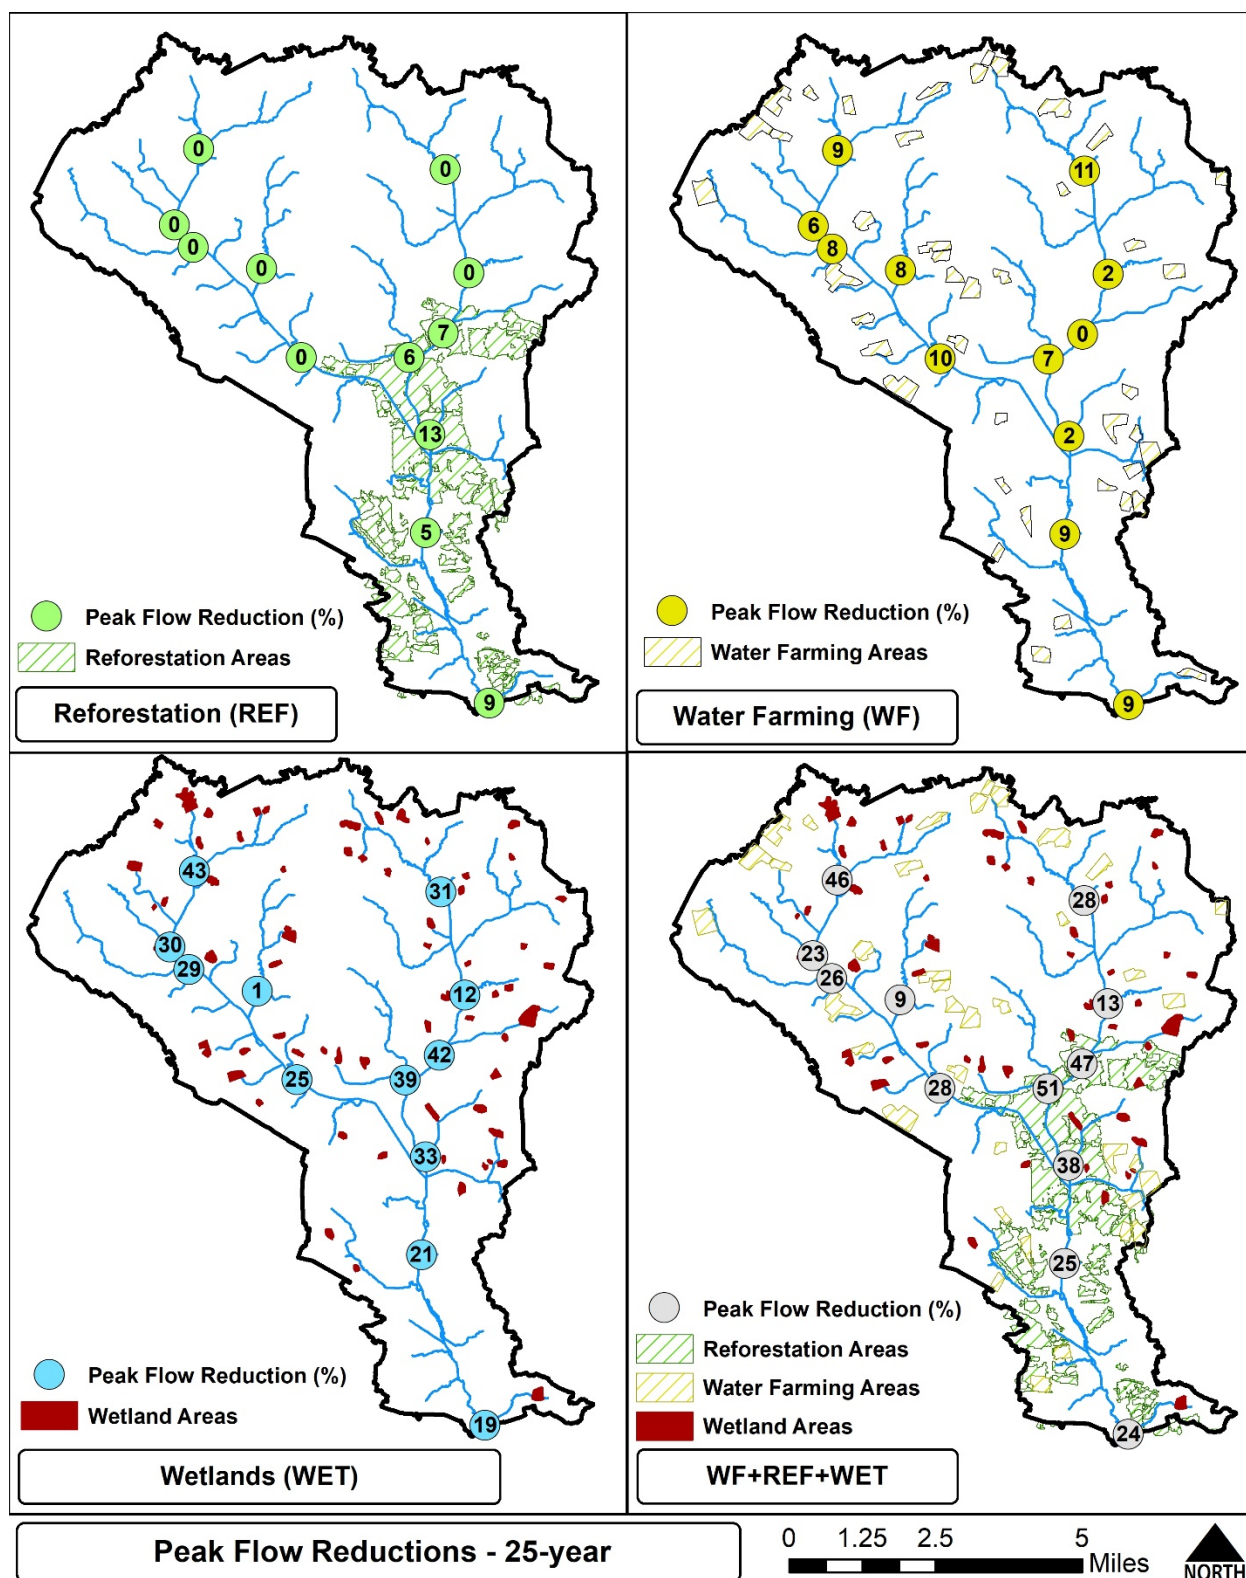 0
0
0
0
0
0
0
7
6
13
5
9
Peak Flow Reduction (%)
Reforestation Areas
Reforestation (REF)
9
11
6
8
8
2
0
10
7
2
9
9
Peak Flow Reduction (%)
Water Farming Areas
Water Farming (WF)
43
31
30
29
1
12
42
25
39
33
21
19
Peak Flow Reduction (%)
Wetland Areas
Wetlands (WET)
46
28
23
26
9
13
47
28
51
38
25
24
Peak Flow Reduction (%)
Reforestation Areas
Water Farming Areas
Wetland Areas
WF+REF+WET
Peak Flow Reductions - 25-year
0 1.25 2.5 5
Miles
NORTH